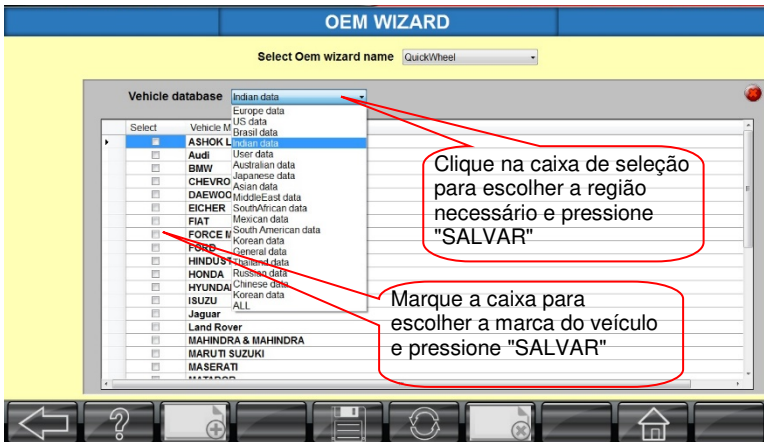 OEM WIZARD
Select Oem wizard name QuickWheel
Vehicle database Indian data
Europe data
US data
Brasil data
Indian data
User data
Australian data
Japanese data
Asian data
MiddleEast data
SouthAfrican data
Mexican data
South American data
Korean data
General data
Thailand data
Russian data
Chinese data
Korean data
ALL
Select Vehicle M
ASHOK L
Audi
BMW
CHEVRO
DAEWOO
EICHER
FIAT
FORCE M
FORD
HINDUST
HONDA
HYUNDAI
ISUZU
Jaguar
Land Rover
MAHINDRA & MAHINDRA
MARUTI SUZUKI
MASERATI
MATADOR
Clique na caixa de seleção
para escolher a região
necessário e pressione
"SALVAR"
Marque a caixa para
escolher a marca do veículo
e pressione "SALVAR"